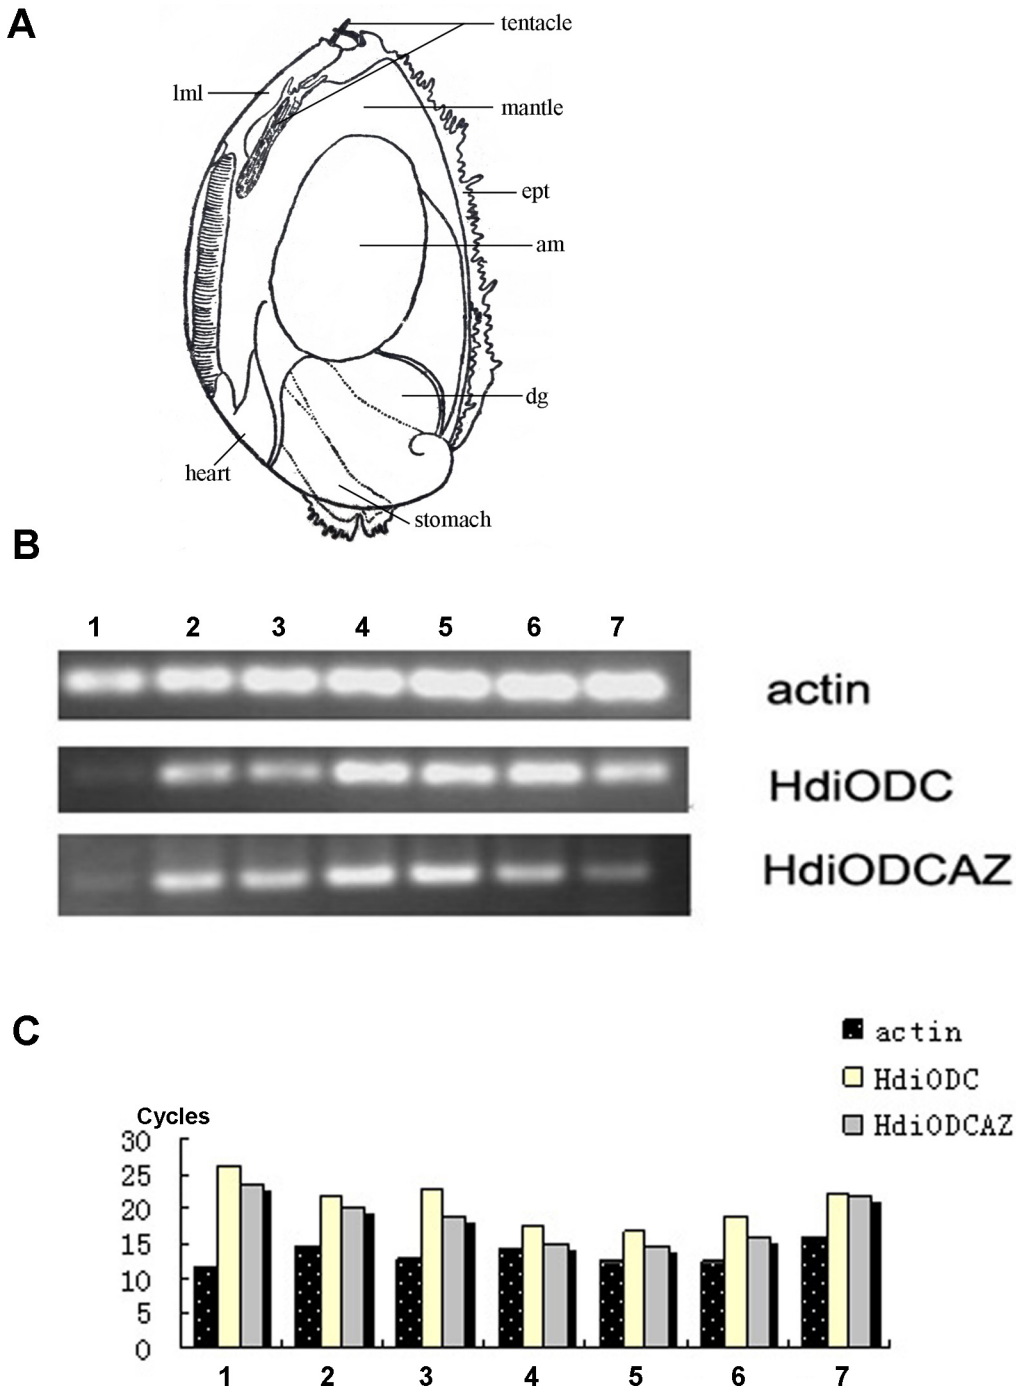 A
tentacle
lml
mantle
ept
am
dg
heart
stomach
B
1 2 3 4 5 6 7
actin
HdiODC
HdiODCAZ
C
actin
HdiODC
HdiODCAZ
Cycles
30
25
20
15
10
5
0
1 2 3 4 5 6 7